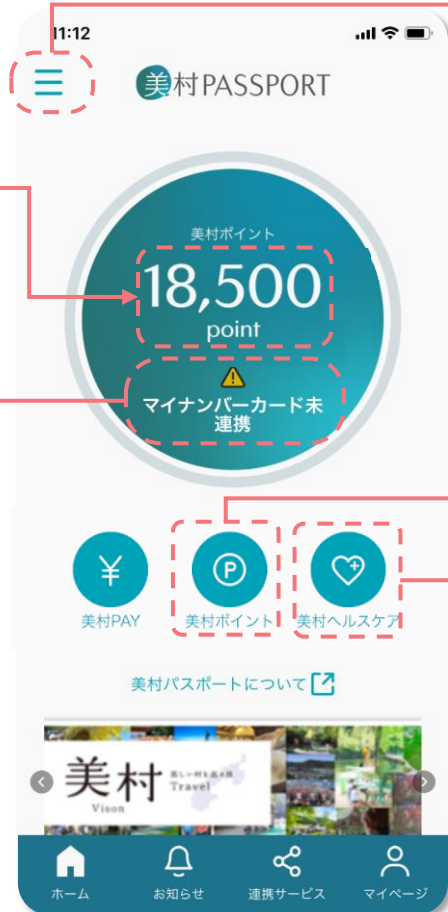 11:12
美村PASSPORT
美村ポイント
18,500
point
マイナンバーカード未
連携
美村PAY
美村ポイント
美村ヘルスケア
美村パスポートについて
美村
美しい村を巡る旅
Travel
Vison
ホーム
お知らせ
連携サービス
マイページ